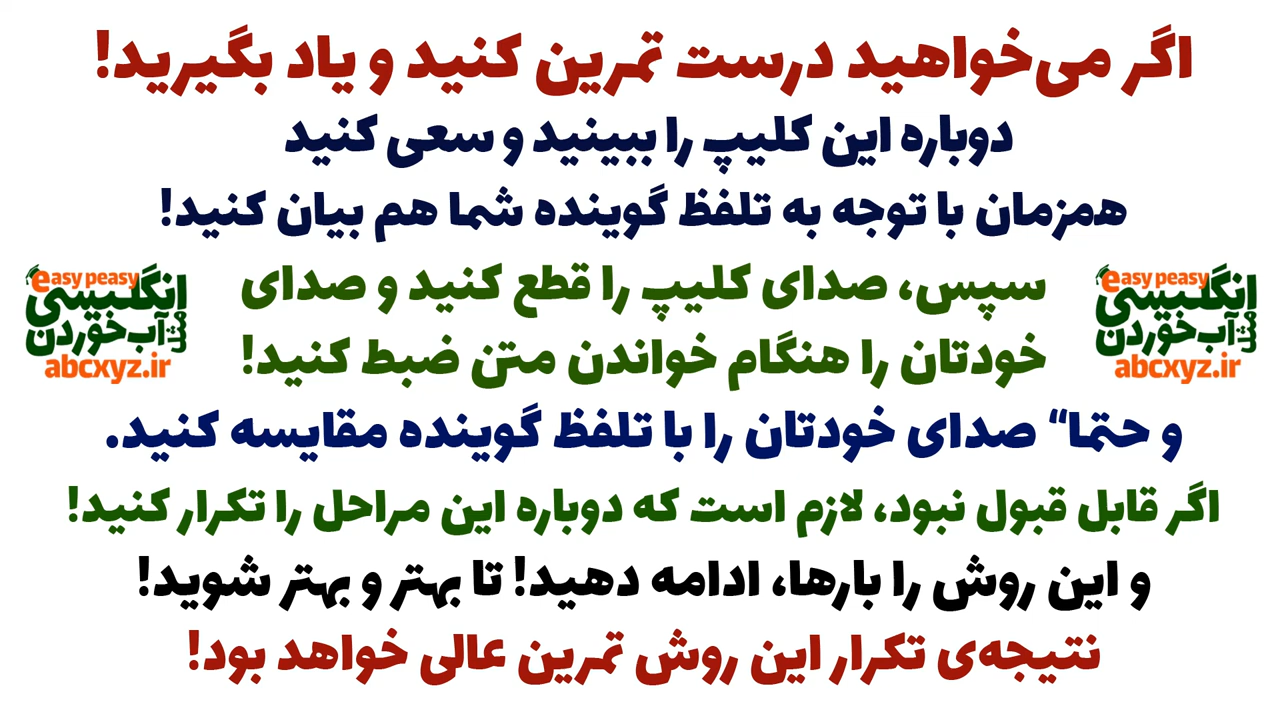 اگر می‌خواهید درست تمرین کنید و یاد بگیرید!
دوباره این کلیپ را ببینید و سعی کنید
همزمان با توجه به تلفظ گوینده شما هم بیان کنید!
سپس، صدای کلیپ را قطع کنید و صدای
خودتان را هنگام خواندن متن ضبط کنید!
easy peasy
انگلیسی
مثل آب خوردن
abcxyz.ir
easy peasy
انگلیسی
مثل آب خوردن
abcxyz.ir
و حتما“ صدای خودتان را با تلفظ گوینده مقایسه کنید.
اگر قابل قبول نبود، لازم است که دوباره این مراحل را تکرار کنید!
و این روش را بارها، ادامه دهید! تا بهتر و بهتر شوید!
نتیجه‌ی تکرار این روش تمرین عالی خواهد بود!